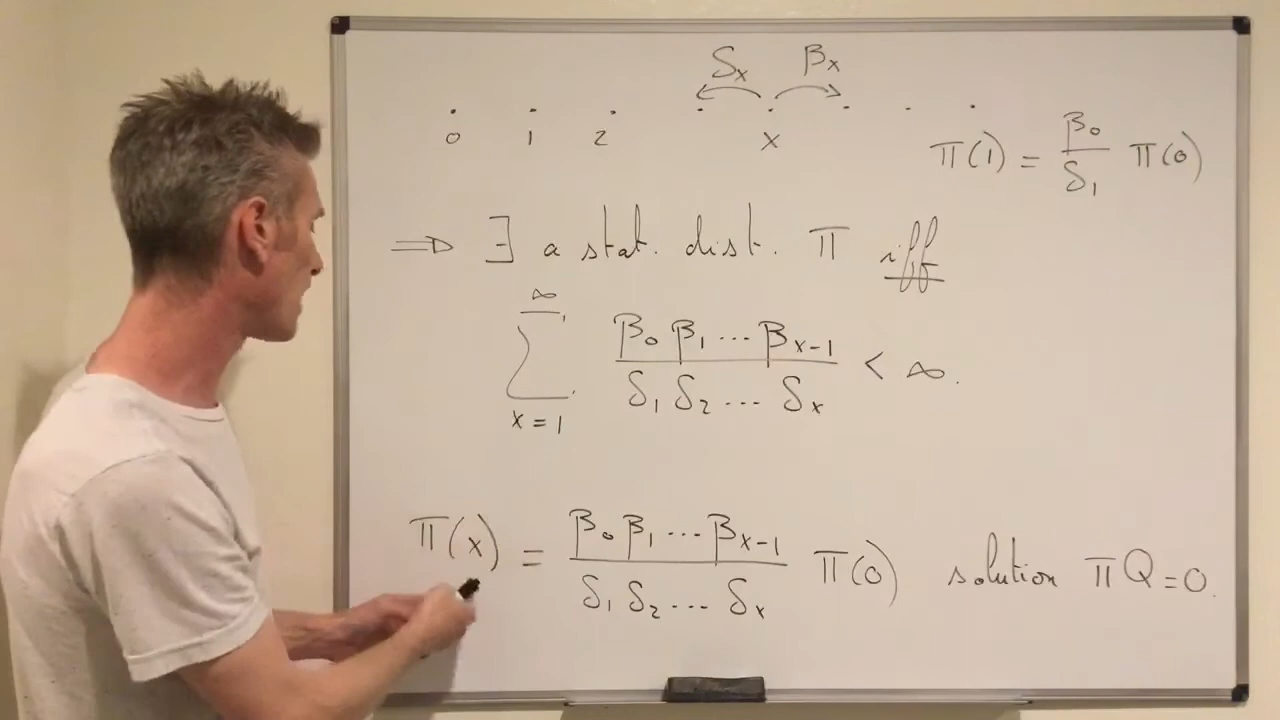 δx βx
0 1 2 x
π(1) = β0/δ1 π(0)
⇒ ∃ a stat. dist. π iff
∞
∑ β0 β1 ... βx-1 / δ1 δ2 ... δx < ∞.
x = 1
π(x) = β0 β1 ... βx-1 / δ1 δ2 ... δx π(0) solution πQ = 0.